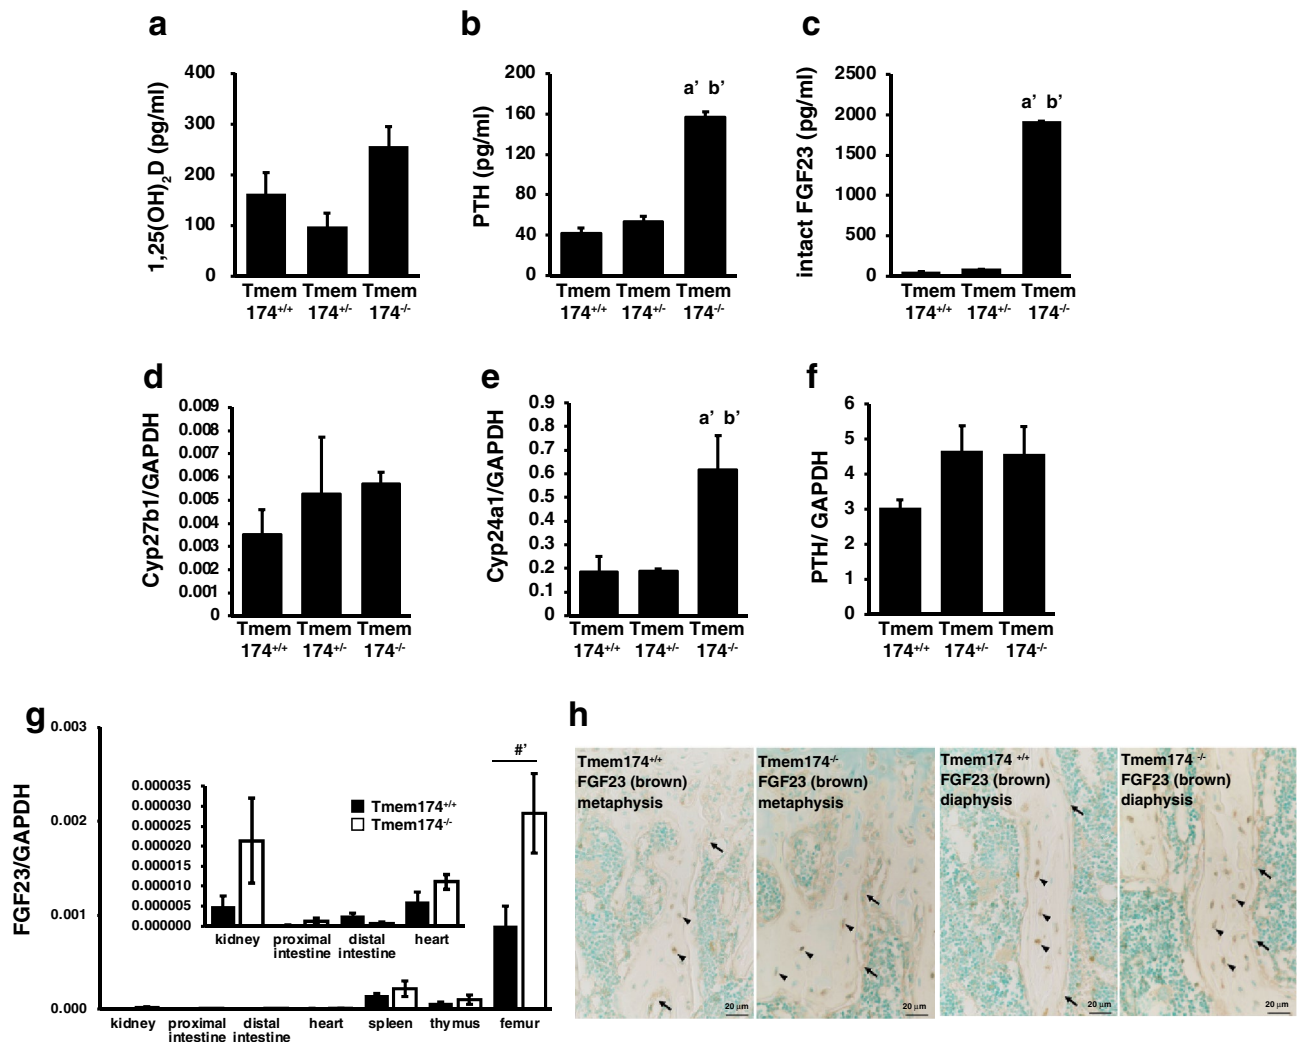 a
1,25(OH)₂D (pg/ml)
400
300
200
100
0
Tmem Tmem Tmem
174+/+ 174+/- 174-/-
b
PTH (pg/ml)
200
160
120
80
40
0
a’ b’
Tmem Tmem Tmem
174+/+ 174+/- 174-/-
c
intact FGF23 (pg/ml)
2500
2000
1500
1000
500
0
a’ b’
Tmem Tmem Tmem
174+/+ 174+/- 174-/-
d
Cyp27b1/GAPDH
0.009
0.008
0.007
0.006
0.005
0.004
0.003
0.002
0.001
0
Tmem Tmem Tmem
174+/+ 174+/- 174-/-
e
Cyp24a1/GAPDH
0.9
0.8
0.7
0.6
0.5
0.4
0.3
0.2
0.1
0
a’ b’
Tmem Tmem Tmem
174+/+ 174+/- 174-/-
f
PTH/ GAPDH
6
5
4
3
2
1
0
Tmem Tmem Tmem
174+/+ 174+/- 174-/-
g
FGF23/GAPDH
0.003
0.002
0.001
0.000
#’
0.000035
0.000030
0.000025
0.000020
0.000015
0.000010
0.000005
0.000000
Tmem174+/+
Tmem174-/-
kidney proximal distal heart
intestine intestine
kidney proximal distal heart spleen thymus femur
intestine intestine
h
Tmem174+/+
FGF23 (brown)
metaphysis
20 µm
Tmem174-/-
FGF23 (brown)
metaphysis
20 µm
Tmem174 +/+
FGF23 (brown)
diaphysis
20 µm
Tmem174 -/-
FGF23 (brown)
diaphysis
20 µm